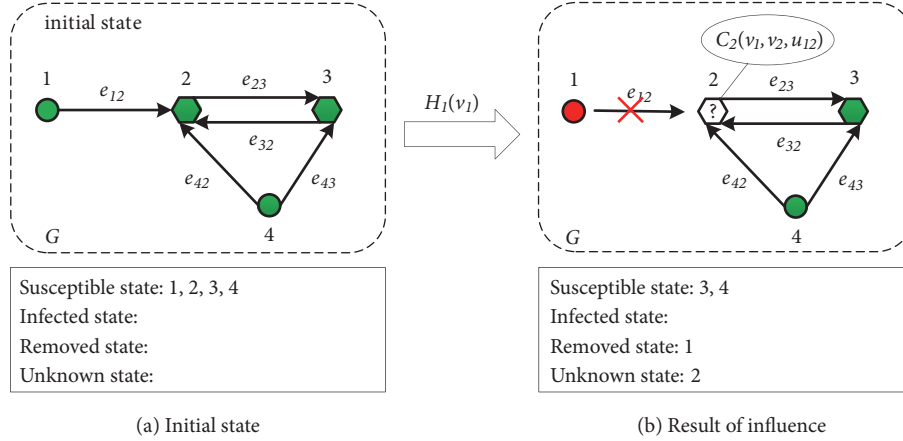 initial state
1
2
3
e12
e23
e32
e42
e43
4
G
Susceptible state: 1, 2, 3, 4
Infected state:
Removed state:
Unknown state:
(a) Initial state
H1(v1)
C2(v1, v2, u12)
1
2
3
e12
e23
?
e32
e42
e43
4
G
Susceptible state: 3, 4
Infected state:
Removed state: 1
Unknown state: 2
(b) Result of influence